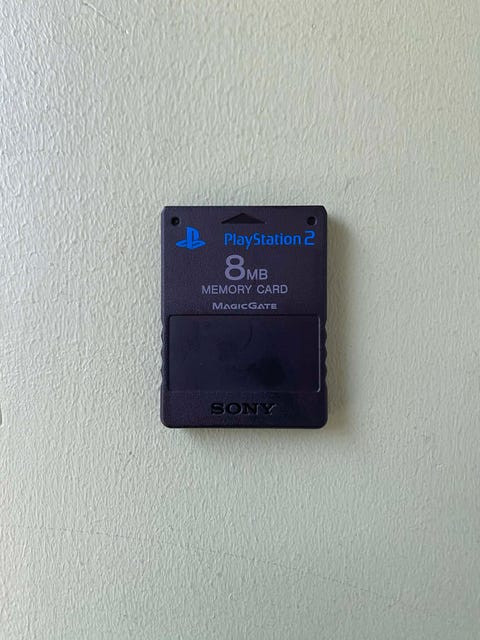 PlayStation 2
8MB
MEMORY CARD
MAGICGATE
SONY